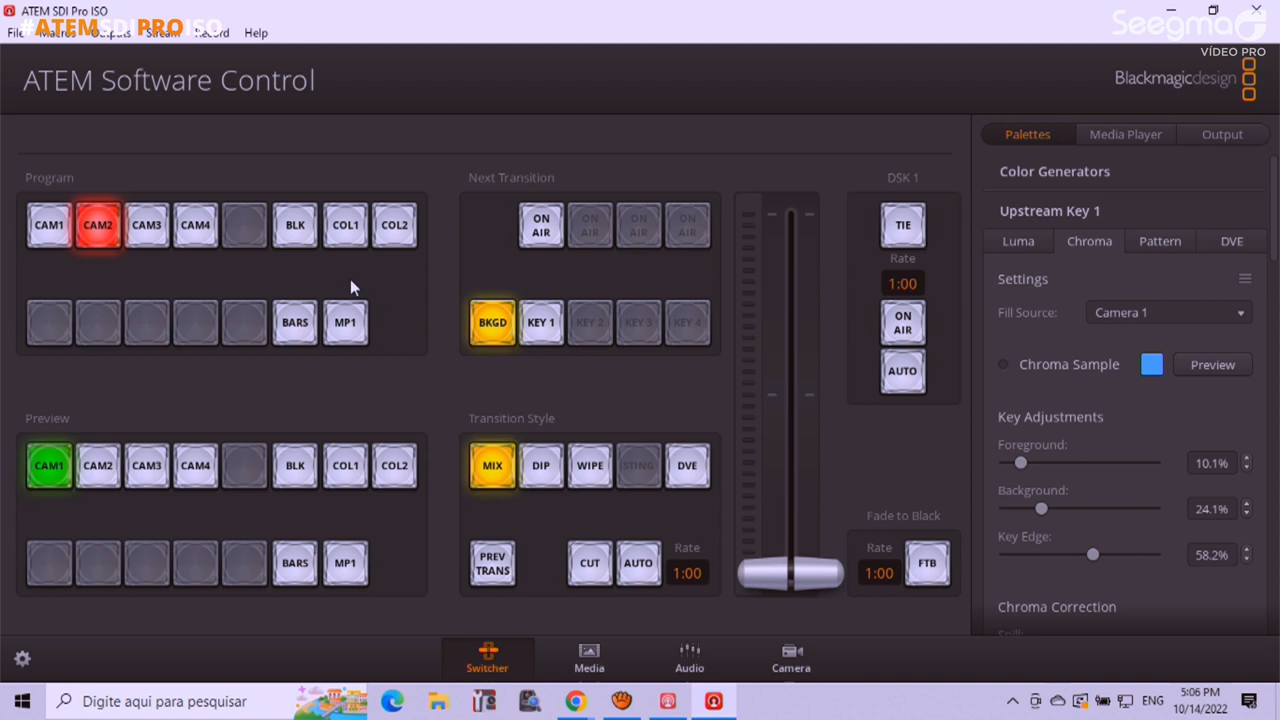 ATEM SDI Pro ISO
#ATEMSDIPROISO
File Macros Outputs Stream Record Help
Seegma
VÍDEO PRO
ATEM Software Control
Blackmagicdesign
Palettes Media Player Output
Program
Next Transition
DSK 1
Color Generators
CAM1 CAM2 CAM3 CAM4 BLK COL1 COL2
ON AIR ON AIR ON AIR ON AIR
TIE
Upstream Key 1
Luma Chroma Pattern DVE
Rate
1:00
Settings
BARS MP1
BKGD KEY 1 KEY 2 KEY 3 KEY 4
ON AIR
Fill Source: Camera 1
AUTO
Chroma Sample Preview
Preview
Transition Style
Key Adjustments
Foreground:
10.1%
CAM1 CAM2 CAM3 CAM4 BLK COL1 COL2
MIX DIP WIPE STING DVE
Background:
24.1%
Fade to Black
Key Edge:
58.2%
BARS MP1
PREV TRANS CUT AUTO
Rate
1:00
Rate
1:00
FTB
Chroma Correction
Spill:
Switcher Media Audio Camera
Digite aqui para pesquisar
ENG
5:06 PM
10/14/2022